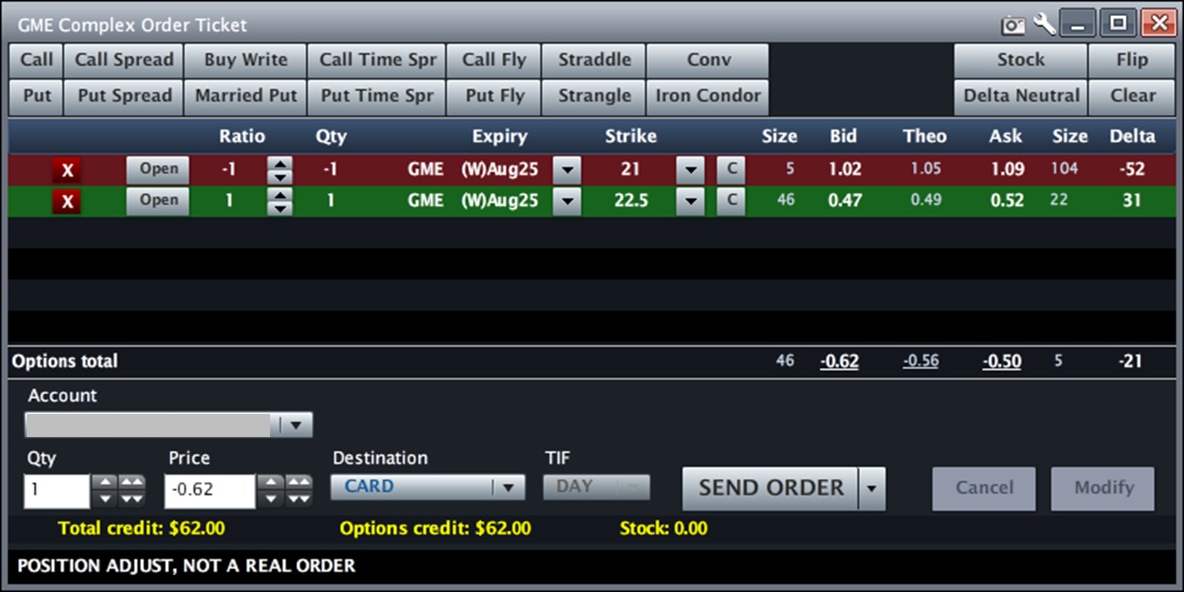 GME Complex Order Ticket
Call Call Spread Buy Write Call Time Spr Call Fly Straddle Conv Stock Flip
Put Put Spread Married Put Put Time Spr Put Fly Strangle Iron Condor Delta Neutral Clear
Ratio Qty Expiry Strike Size Bid Theo Ask Size Delta
X Open -1 -1 GME (W)Aug25 21 C 5 1.02 1.05 1.09 104 -52
X Open 1 1 GME (W)Aug25 22.5 C 46 0.47 0.49 0.52 22 31
Options total 46 -0.62 -0.56 -0.50 5 -21
Account
Qty Price Destination TIF
1 -0.62 CARD DAY SEND ORDER Cancel Modify
Total credit: $62.00 Options credit: $62.00 Stock: 0.00
POSITION ADJUST, NOT A REAL ORDER